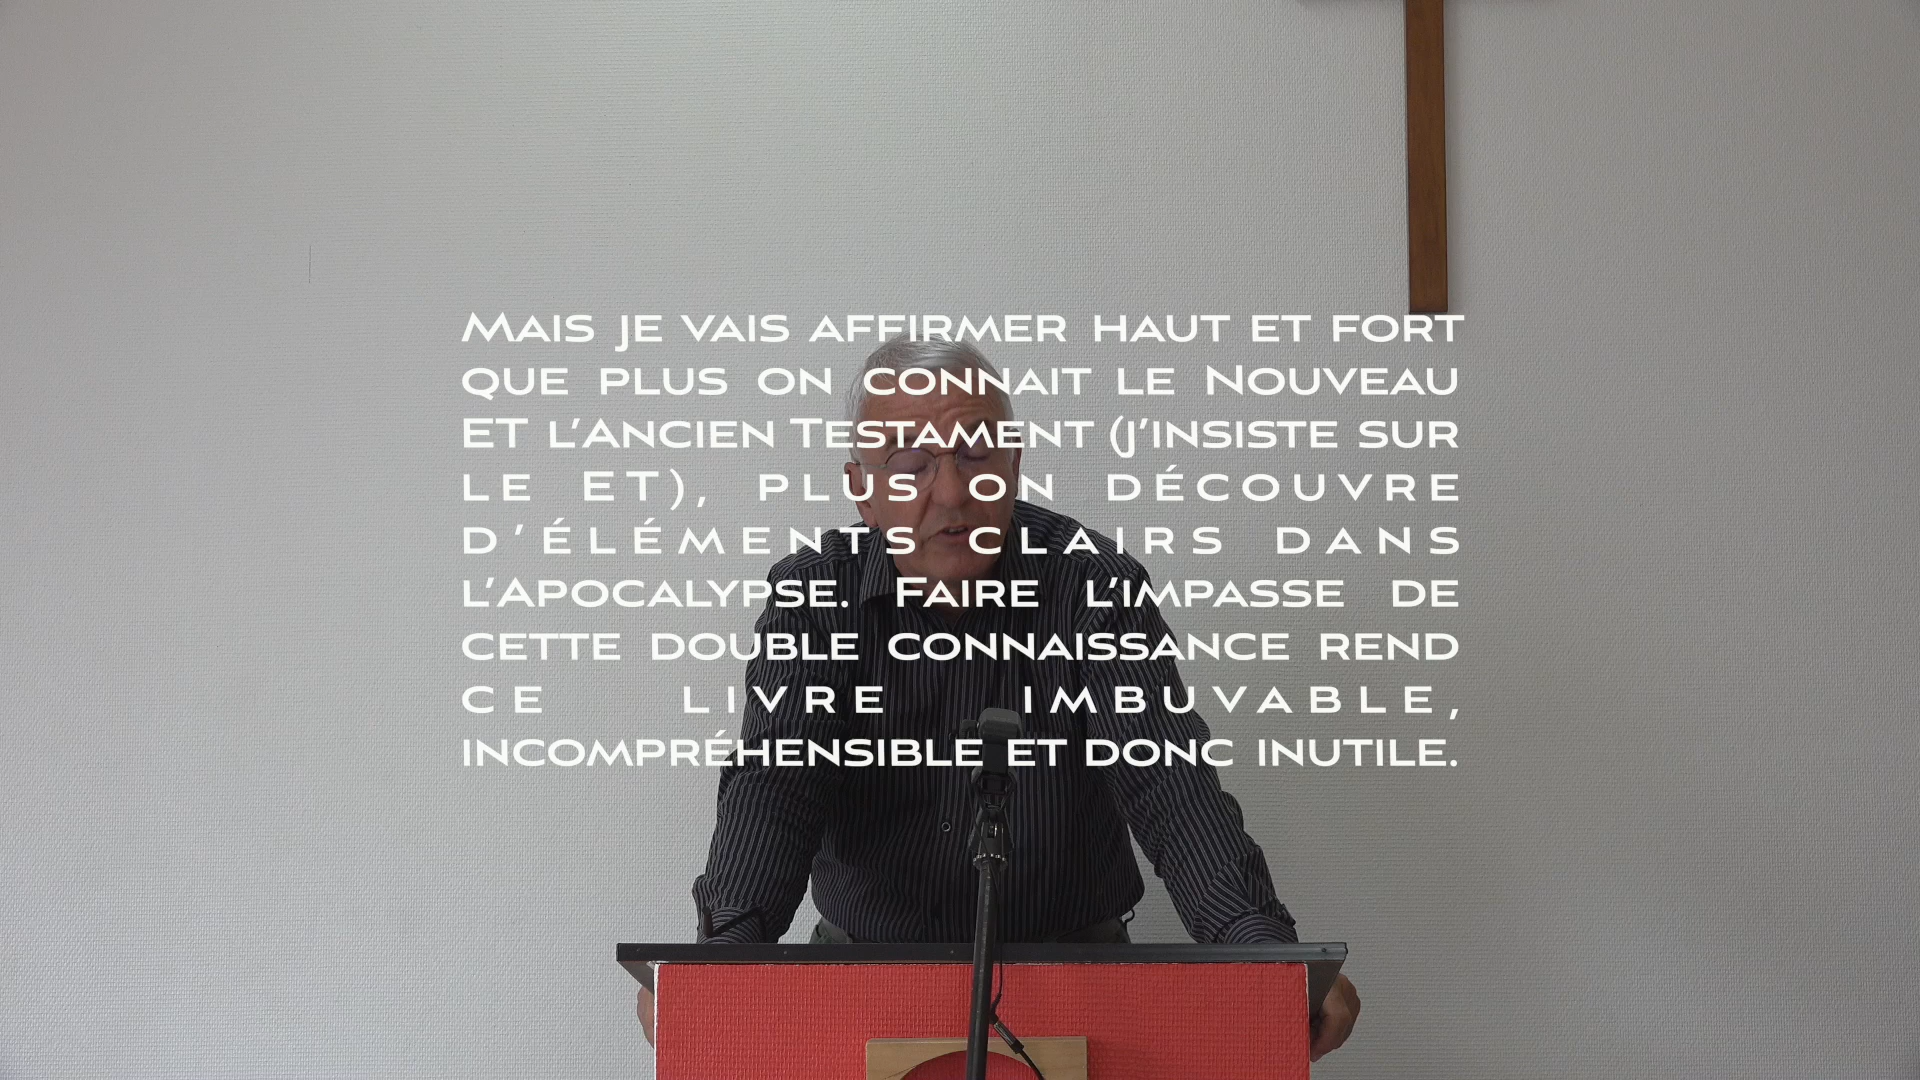 Mais je vais affirmer haut et fort
que plus on connait le Nouveau
et l’Ancien Testament (j’insiste sur
le et), plus on découvre
d’éléments clairs dans
l’Apocalypse. Faire l’impasse de
cette double connaissance rend
ce livre imbuvable,
incompréhensible et donc inutile.